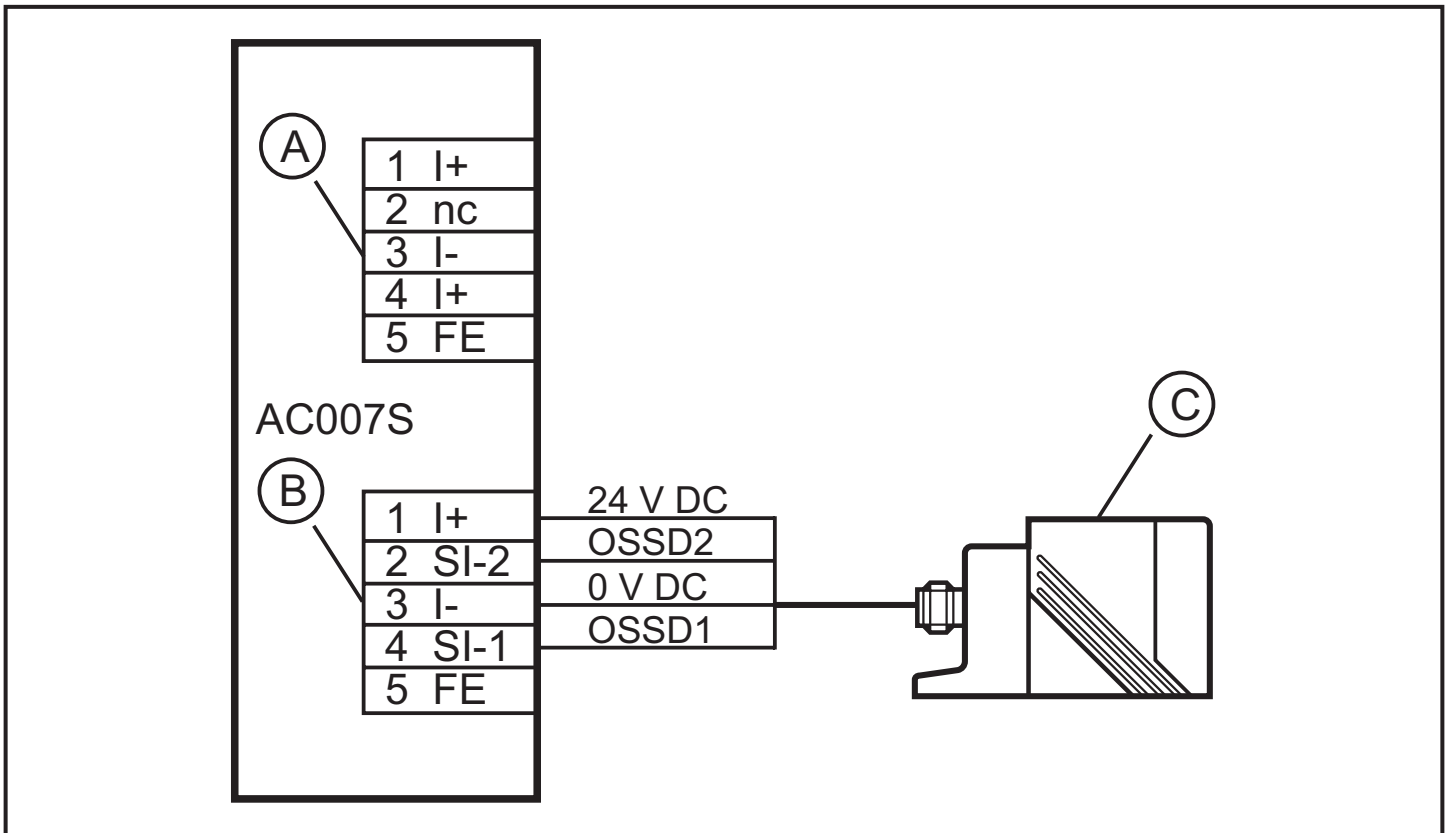 A
1 I+
2 nc
3 I-
4 I+
5 FE
AC007S
B
1 I+
2 SI-2
3 I-
4 SI-1
5 FE
24 V DC
OSSD2
0 V DC
OSSD1
C